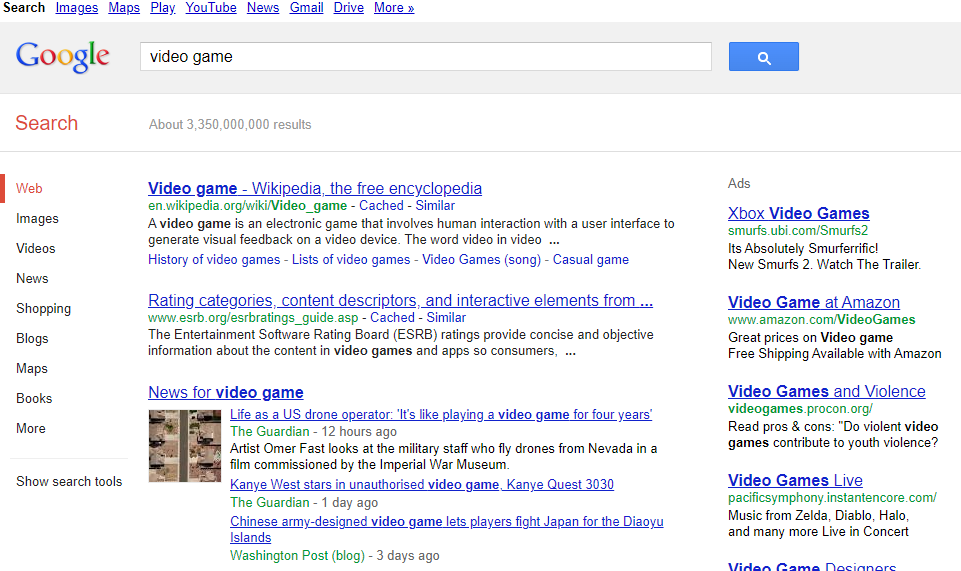 Search Images Maps Play YouTube News Gmail Drive More »
Google
video game
Search
About 3,350,000,000 results
Web
Images
Videos
News
Shopping
Blogs
Maps
Books
More
Show search tools
Video game - Wikipedia, the free encyclopedia
en.wikipedia.org/wiki/Video_game - Cached - Similar
A video game is an electronic game that involves human interaction with a user interface to
generate visual feedback on a video device. The word video in video ...
History of video games - Lists of video games - Video Games (song) - Casual game
Rating categories, content descriptors, and interactive elements from ...
www.esrb.org/esrbratings_guide.asp - Cached - Similar
The Entertainment Software Rating Board (ESRB) ratings provide concise and objective
information about the content in video games and apps so consumers, ...
News for video game
Life as a US drone operator: 'It's like playing a video game for four years'
The Guardian - 12 hours ago
Artist Omer Fast looks at the military staff who fly drones from Nevada in a
film commissioned by the Imperial War Museum.
Kanye West stars in unauthorised video game, Kanye Quest 3030
The Guardian - 1 day ago
Chinese army-designed video game lets players fight Japan for the Diaoyu
Islands
Washington Post (blog) - 3 days ago
Ads
Xbox Video Games
smurfs.ubi.com/Smurfs2
Its Absolutely Smurferrific!
New Smurfs 2. Watch The Trailer.
Video Game at Amazon
www.amazon.com/VideoGames
Great prices on Video game
Free Shipping Available with Amazon
Video Games and Violence
videogames.procon.org/
Read pros & cons: "Do violent video
games contribute to youth violence?
Video Games Live
pacificsymphony.instantencore.com/
Music from Zelda, Diablo, Halo,
and many more Live in Concert
Video Game Designers